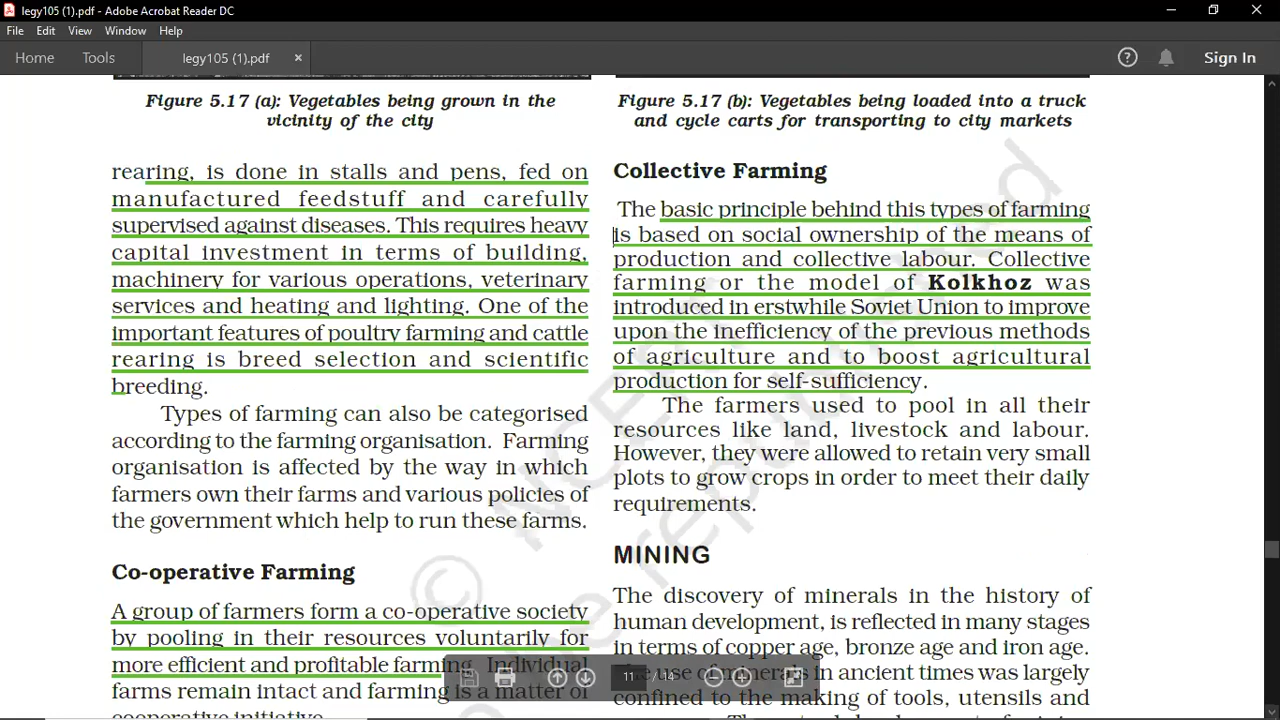 legy105 (1).pdf - Adobe Acrobat Reader DC
File Edit View Window Help
Home Tools legy105 (1).pdf × ? Sign In
Figure 5.17 (a): Vegetables being grown in the
vicinity of the city
rearing, is done in stalls and pens, fed on
manufactured feedstuff and carefully
supervised against diseases. This requires heavy
capital investment in terms of building,
machinery for various operations, veterinary
services and heating and lighting. One of the
important features of poultry farming and cattle
rearing is breed selection and scientific
breeding.
Types of farming can also be categorised
according to the farming organisation. Farming
organisation is affected by the way in which
farmers own their farms and various policies of
the government which help to run these farms.
Co-operative Farming
A group of farmers form a co-operative society
by pooling in their resources voluntarily for
more efficient and profitable farming. Individual
farms remain intact and farming is a matter of
cooperative initiative.
Figure 5.17 (b): Vegetables being loaded into a truck
and cycle carts for transporting to city markets
Collective Farming
The basic principle behind this types of farming
is based on social ownership of the means of
production and collective labour. Collective
farming or the model of Kolkhoz was
introduced in erstwhile Soviet Union to improve
upon the inefficiency of the previous methods
of agriculture and to boost agricultural
production for self-sufficiency.
The farmers used to pool in all their
resources like land, livestock and labour.
However, they were allowed to retain very small
plots to grow crops in order to meet their daily
requirements.
MINING
The discovery of minerals in the history of
human development, is reflected in many stages
in terms of copper age, bronze age and iron age.
The use of minerals in ancient times was largely
confined to the making of tools, utensils and
11 / 14
© NCERT
be republished